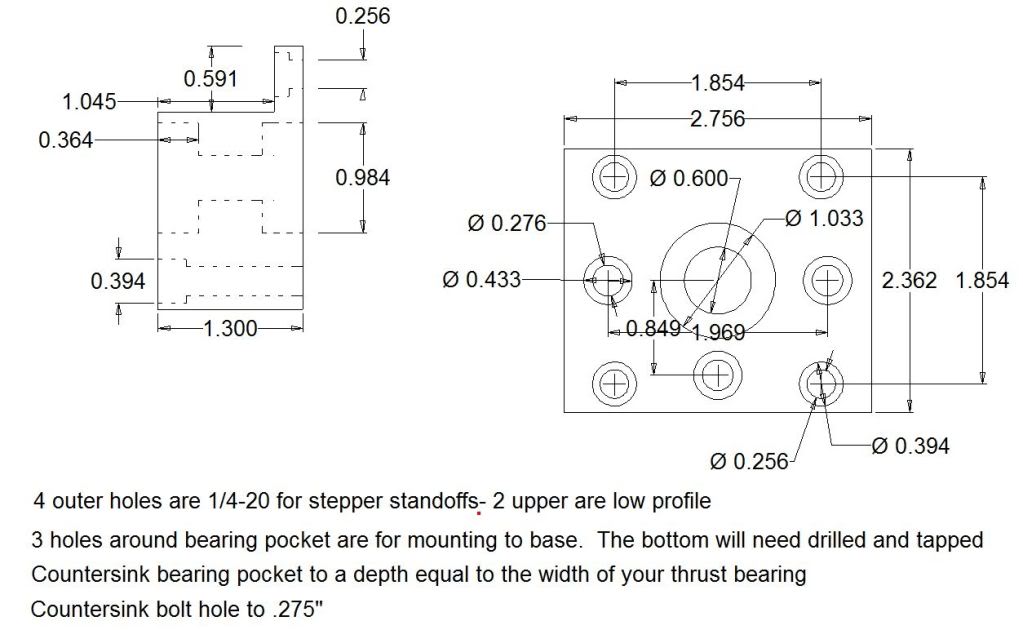 0.256
0.591
1.045
0.364
0.984
0.394
1.300
1.854
2.756
Ø 0.600
Ø 0.276
Ø 1.033
Ø 0.433
2.362
1.854
0.849
1.969
Ø 0.394
Ø 0.256
4 outer holes are 1/4-20 for stepper standoffs- 2 upper are low profile
3 holes around bearing pocket are for mounting to base. The bottom will need drilled and tapped
Countersink bearing pocket to a depth equal to the width of your thrust bearing
Countersink bolt hole to .275"